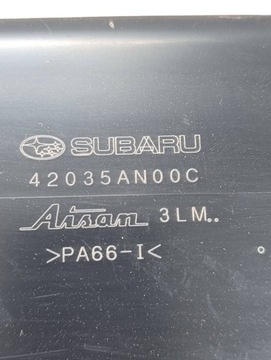 SUBARU
42035AN00C
Aisan 3LM..
>PA66-I<